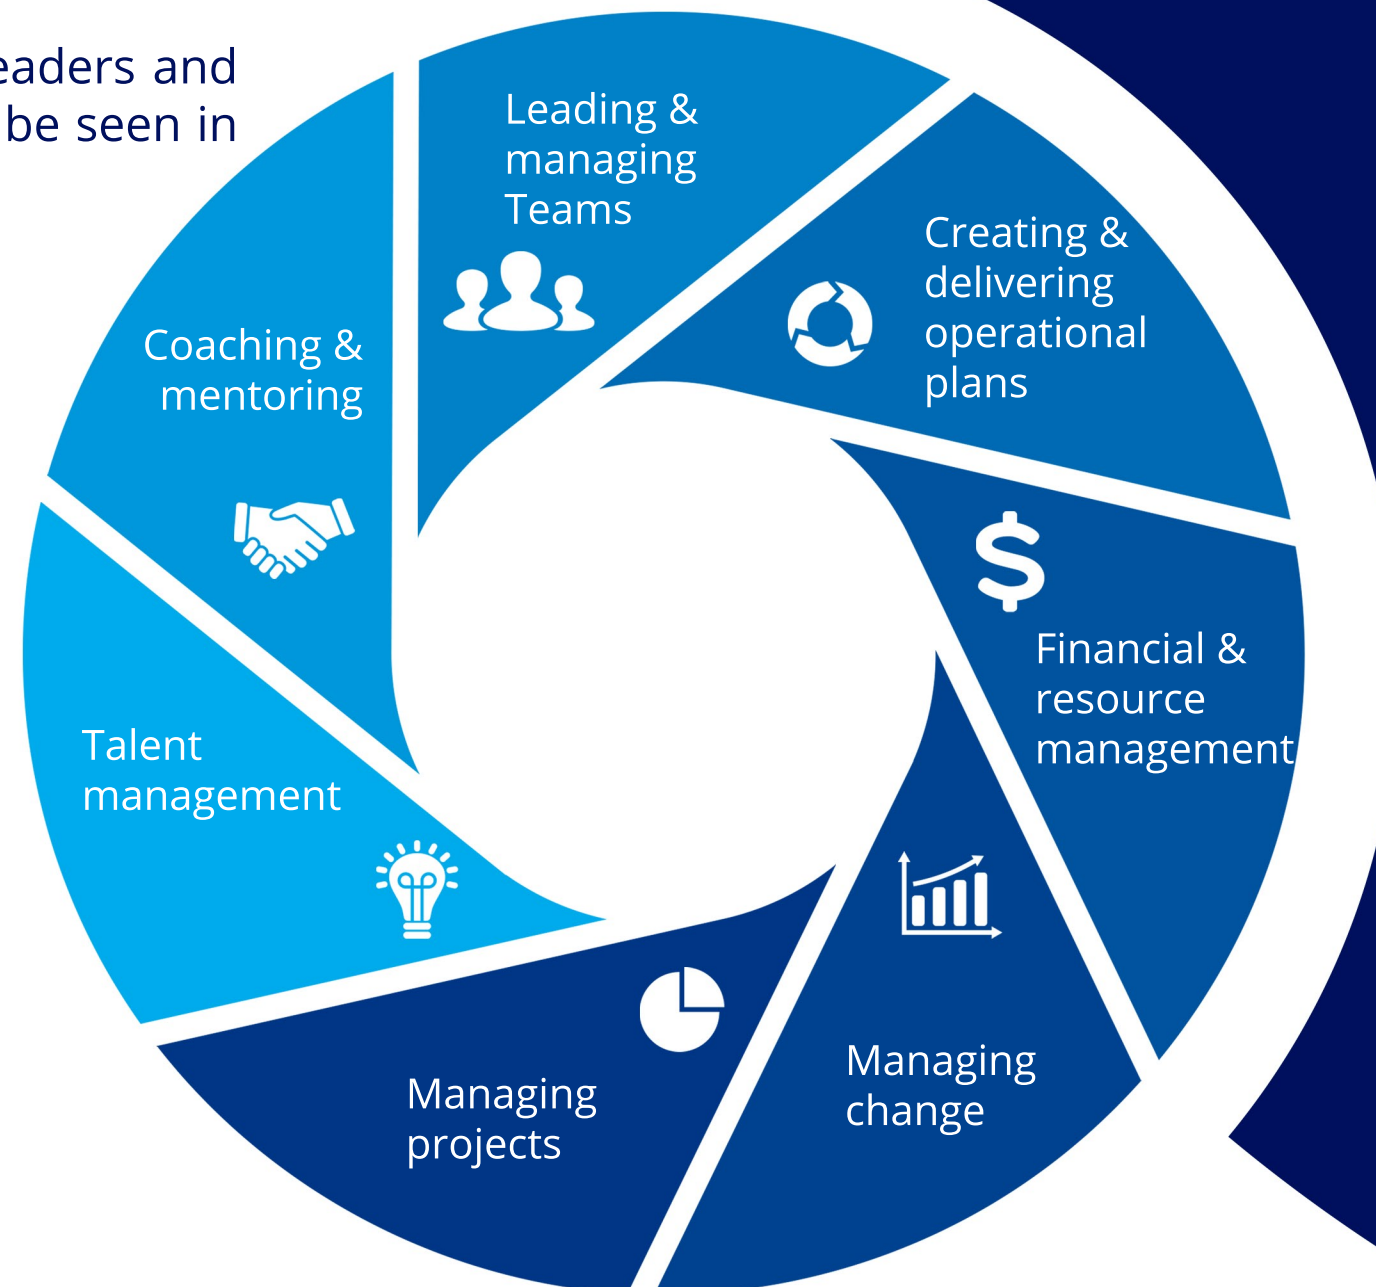 and
be seen in
Leading &
managing
Teams
Creating &
delivering
operational
plans
Coaching &
mentoring
Financial &
resource
management
Talent
management
Managing
change
Managing
projects